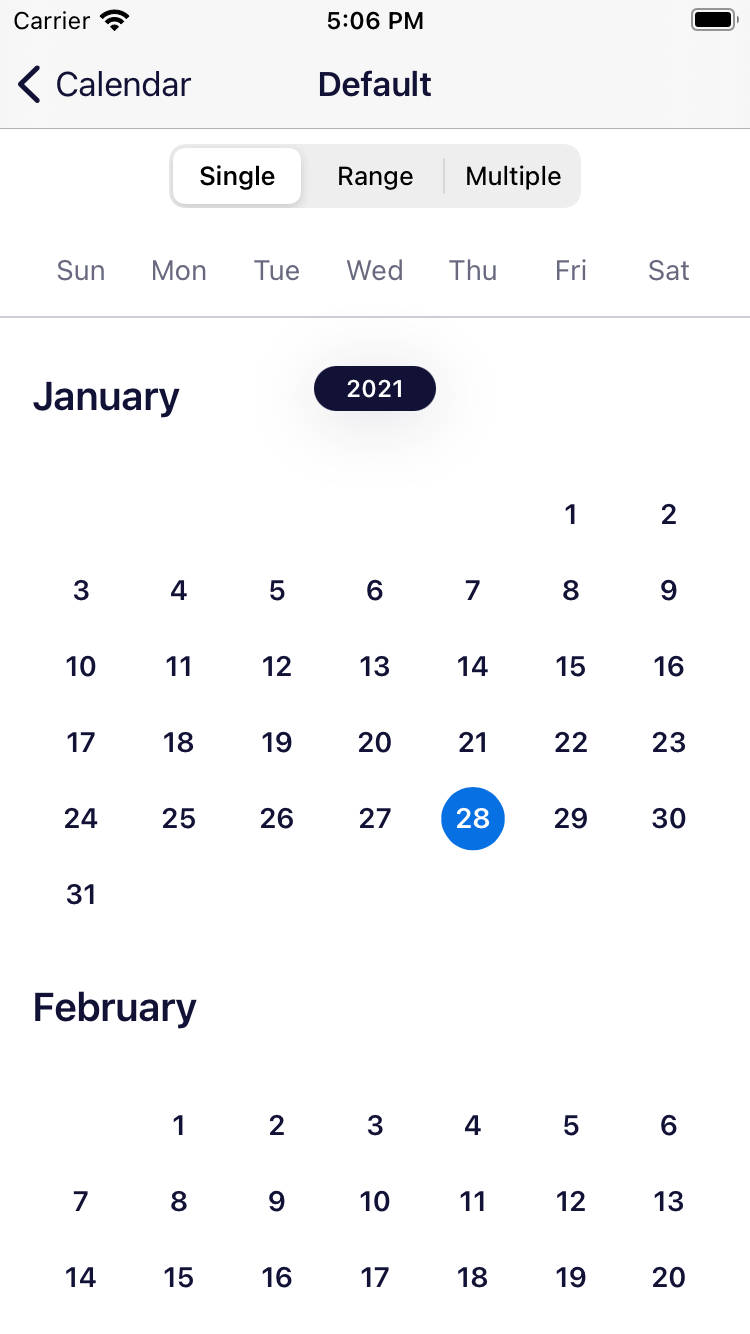 Carrier 5:06 PM
Calendar Default
Single Range Multiple
Sun Mon Tue Wed Thu Fri Sat
January 2021
1 2
3 4 5 6 7 8 9
10 11 12 13 14 15 16
17 18 19 20 21 22 23
24 25 26 27 28 29 30
31
February
1 2 3 4 5 6
7 8 9 10 11 12 13
14 15 16 17 18 19 20